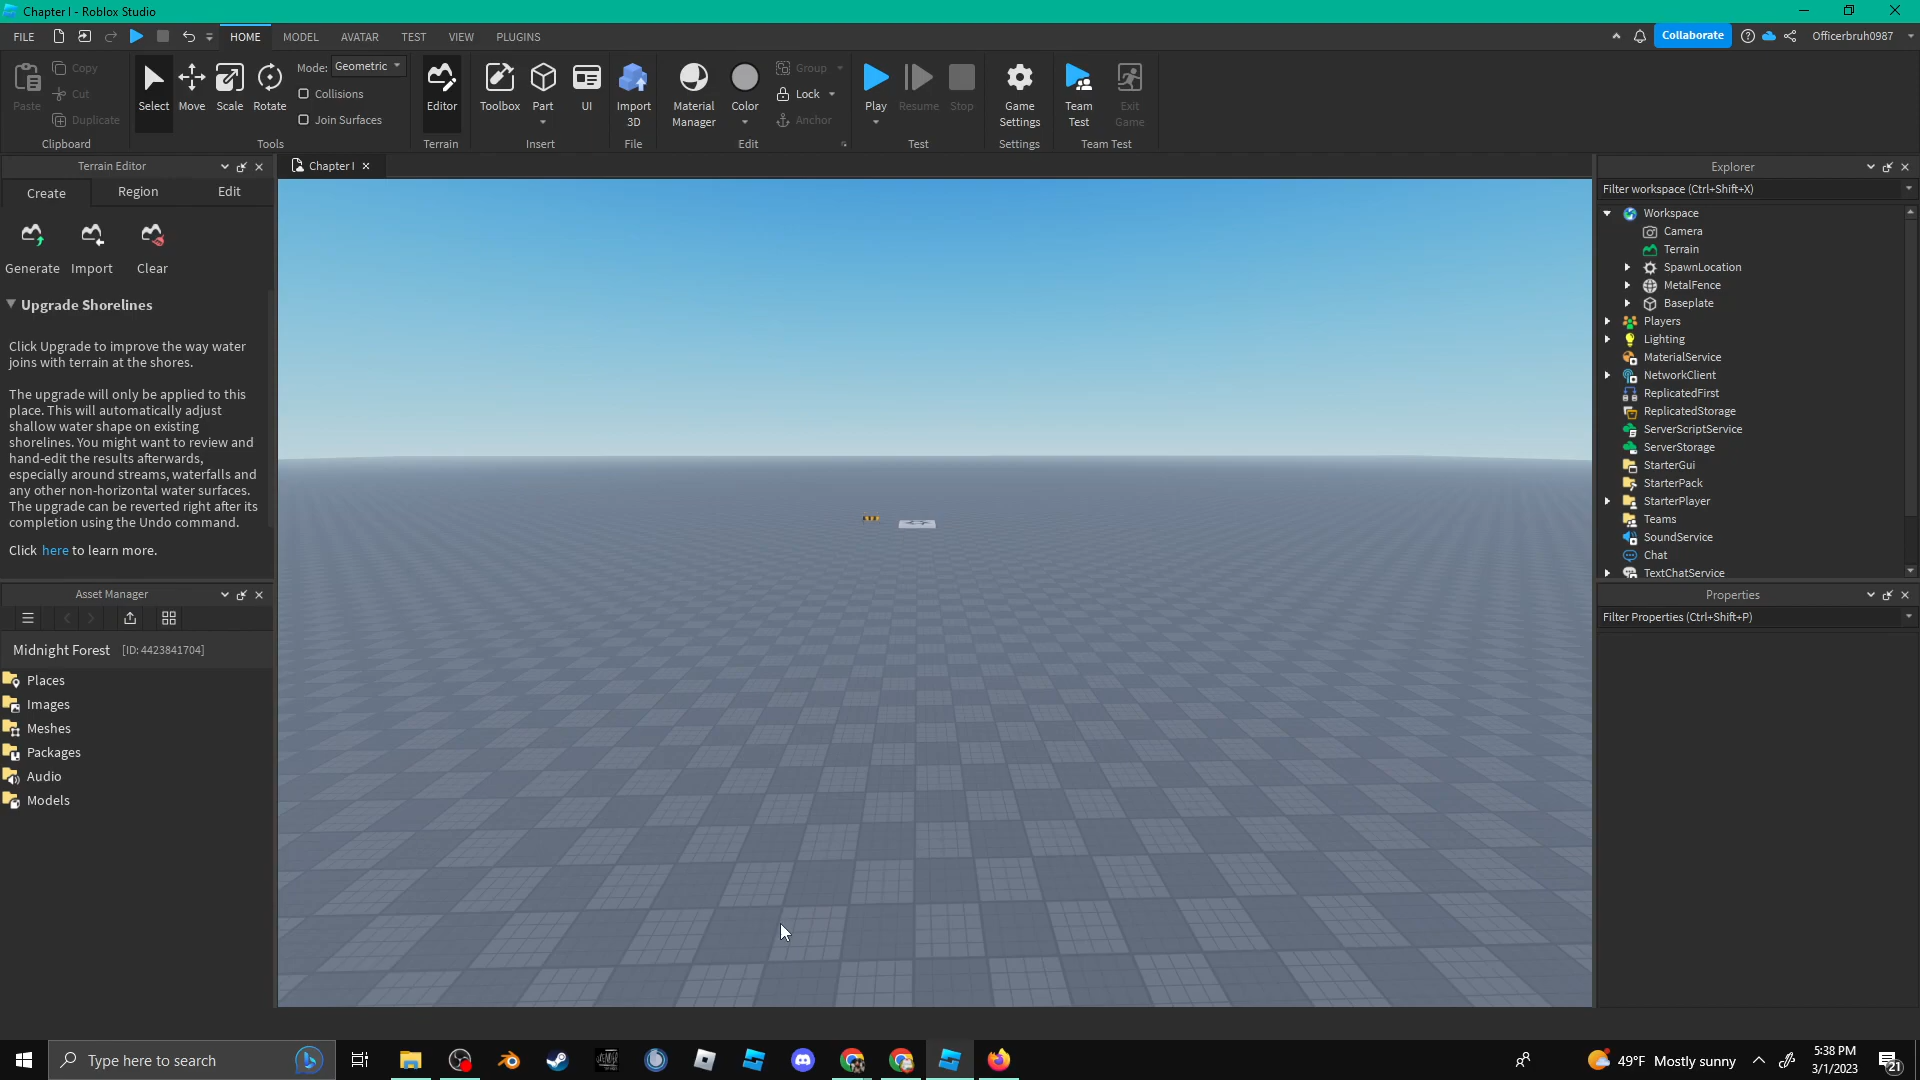 Chapter I - Roblox Studio
FILE HOME MODEL AVATAR TEST VIEW PLUGINS Collaborate Officerbruh0987
Paste Copy Cut Duplicate Clipboard
Select Move Scale Rotate Mode: Geometric Collisions Join Surfaces Tools
Editor Terrain
Toolbox Part UI Insert
Import 3D File
Material Manager Color Group Lock Anchor Edit
Play Resume Stop Test
Game Settings Settings
Team Test Exit Game Team Test
Terrain Editor
Create Region Edit
Generate Import Clear
Upgrade Shorelines
Click Upgrade to improve the way water
joins with terrain at the shores.
The upgrade will only be applied to this
place. This will automatically adjust
shallow water shape on existing
shorelines. You might want to review and
hand-edit the results afterwards,
especially around streams, waterfalls and
any other non-horizontal water surfaces.
The upgrade can be reverted right after its
completion using the Undo command.
Click here to learn more.
Asset Manager
Midnight Forest [ID: 4423841704]
Places
Images
Meshes
Packages
Audio
Models
Chapter I
Explorer
Filter workspace (Ctrl+Shift+X)
Workspace
Camera
Terrain
SpawnLocation
MetalFence
Baseplate
Players
Lighting
MaterialService
NetworkClient
ReplicatedFirst
ReplicatedStorage
ServerScriptService
ServerStorage
StarterGui
StarterPack
StarterPlayer
Teams
SoundService
Chat
TextChatService
Properties
Filter Properties (Ctrl+Shift+P)
Type here to search
49°F Mostly sunny
5:38 PM
3/1/2023
21